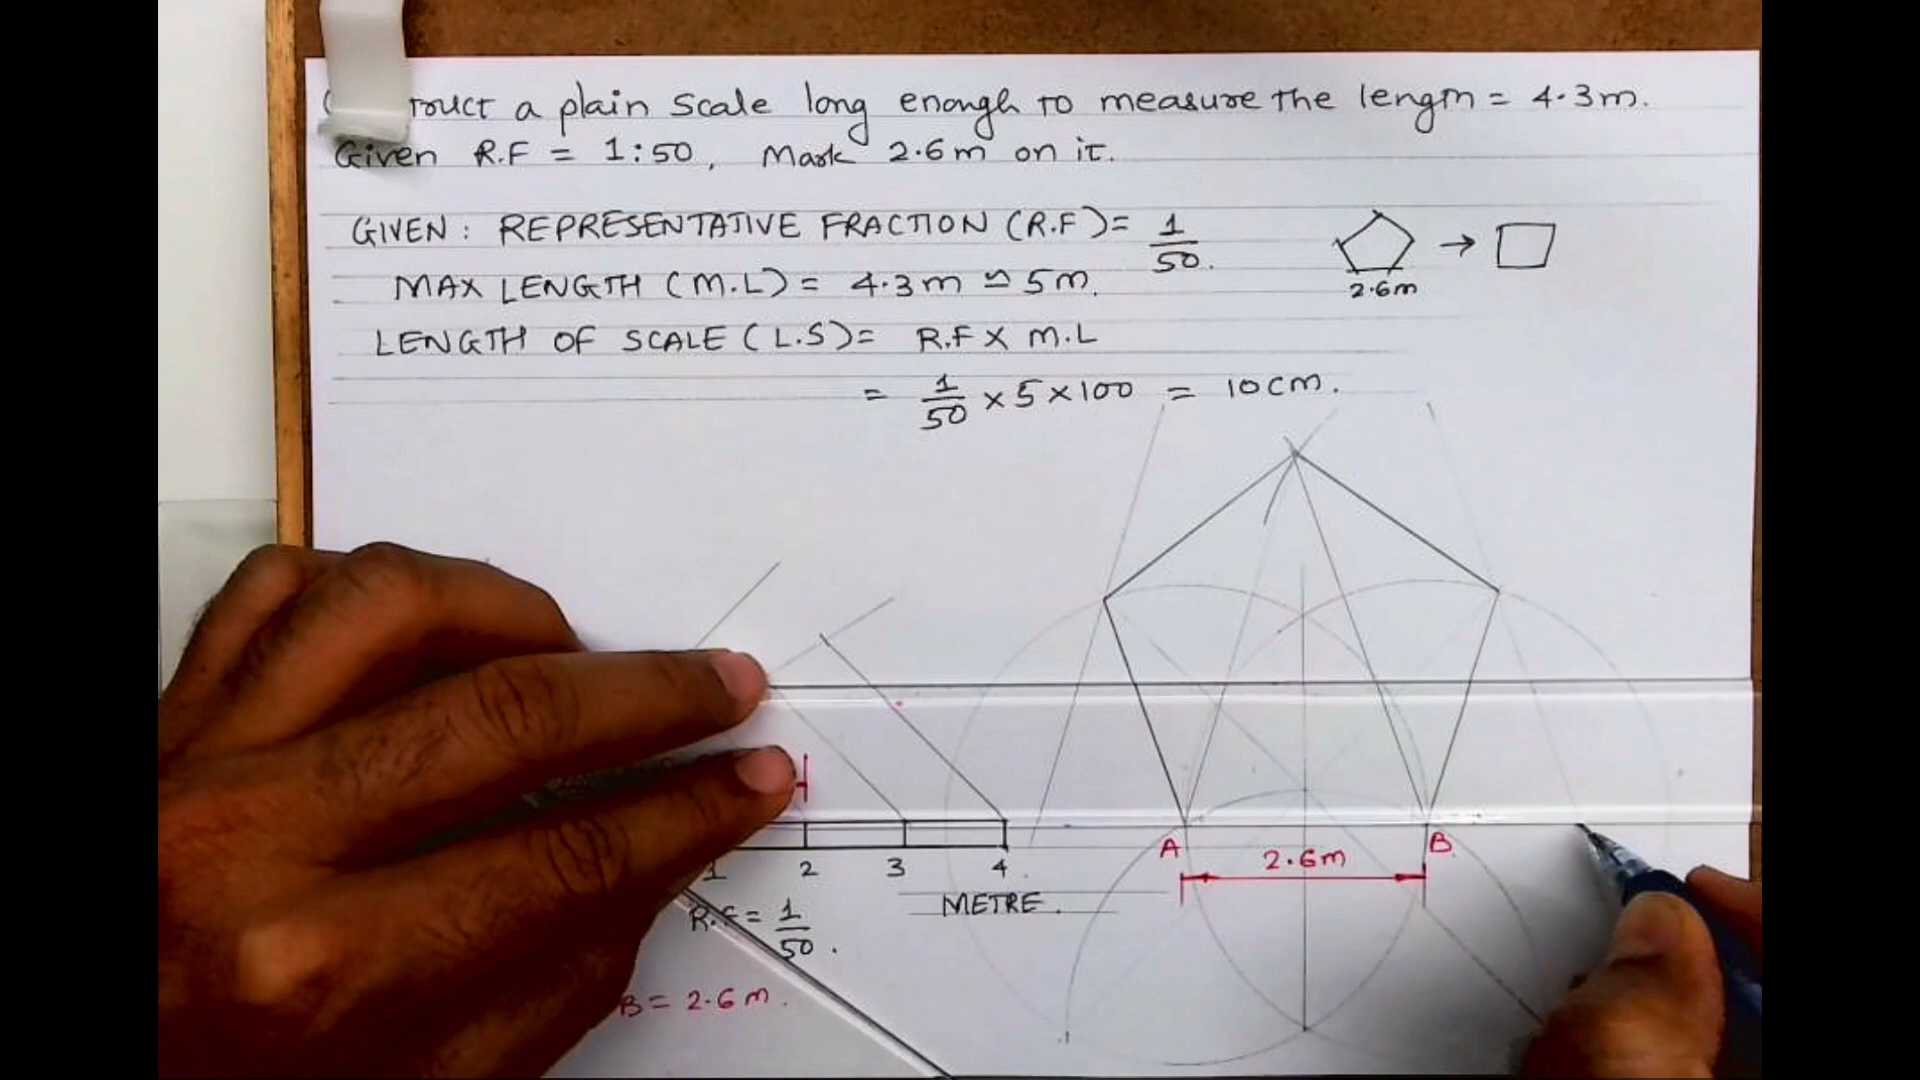 a plain scale long enough to measure the length = 4.3m.
Given R.F = 1:50, Mark 2.6m on it.
GIVEN: REPRESENTATIVE FRACTION (R.F) = 1/50.
2.6m
MAX LENGTH (M.L) = 4.3m ≃ 5m.
LENGTH OF SCALE (L.S) = R.F X M.L
= 1/50 × 5 × 100 = 10cm.
A B
2.6m
1 2 3 4
METRE.
R.F = 1/50.
B = 2.6m.